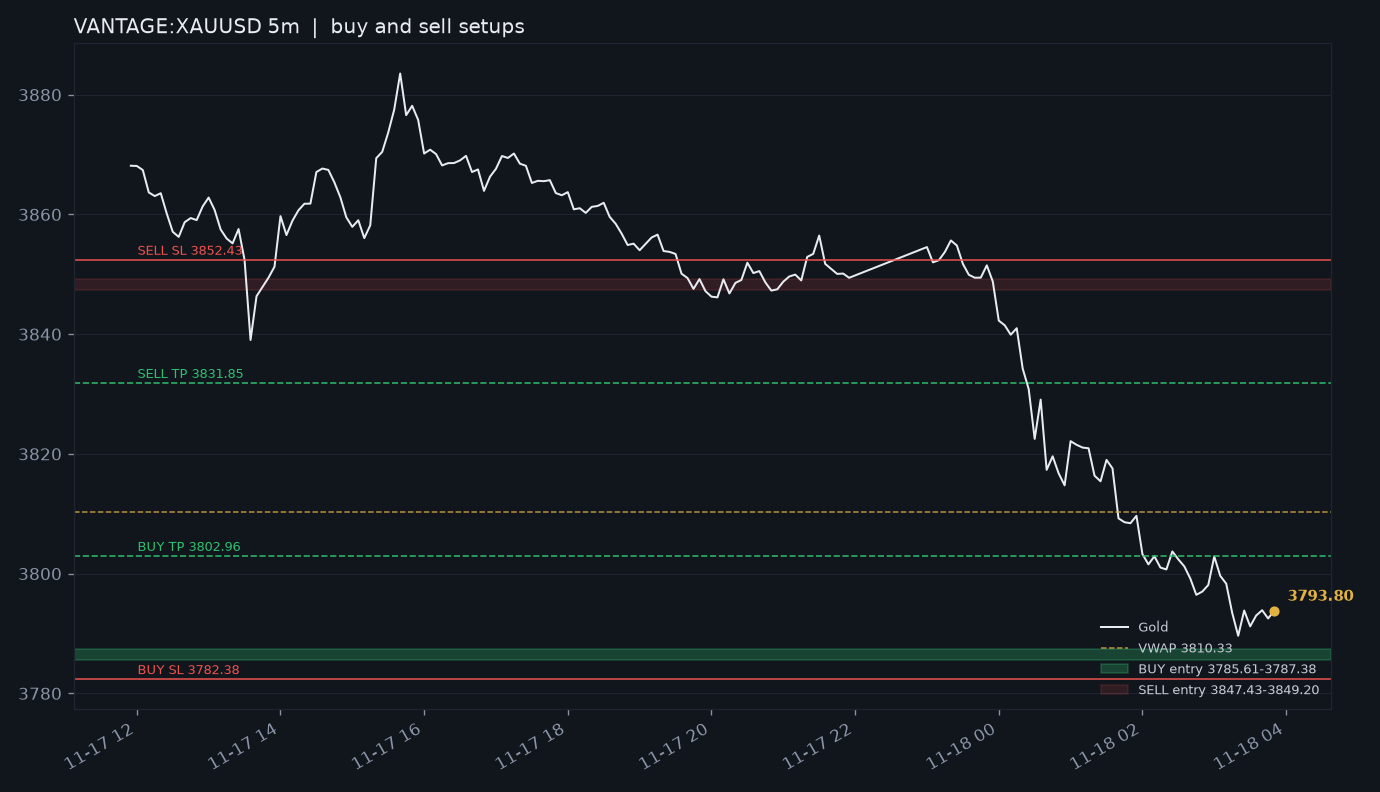 VANTAGE:XAUUSD 5m | buy and sell setups
3880
3860
SELL SL 3852.43
3840
SELL TP 3831.85
3820
BUY TP 3802.96
3800
3793.80
Gold
VWAP 3810.33
BUY SL 3782.38
BUY entry 3785.61-3787.38
3780
SELL entry 3847.43-3849.20
11-17 12
11-17 14
11-17 16
11-17 18
11-17 20
11-17 22
11-18 00
11-18 02
11-18 04